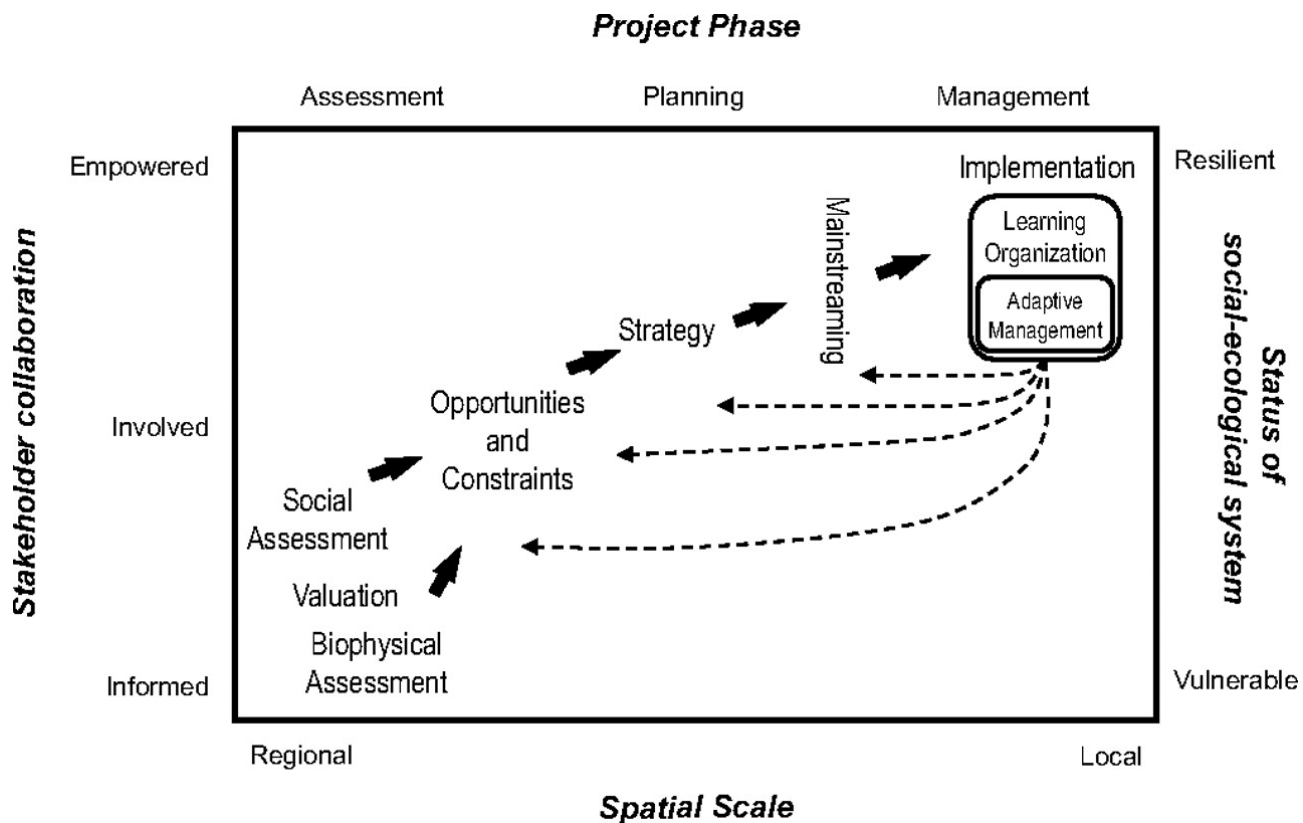 Project Phase
Assessment
Planning
Management
Empowered
Involved
Informed
Stakeholder collaboration
Implementation
Learning
Organization
Adaptive
Management
Mainstreaming
Strategy
Opportunities
and
Constraints
Social
Assessment
Valuation
Biophysical
Assessment
Resilient
Vulnerable
Status of
social-ecological system
Regional
Local
Spatial Scale